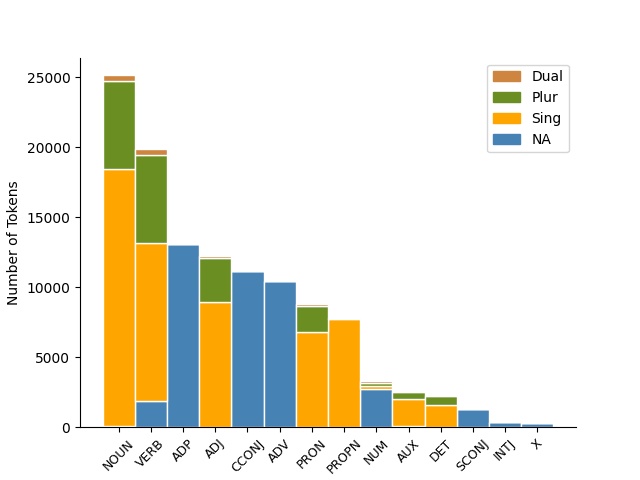 25000
20000
15000
10000
5000
0
Number of Tokens
Dual
Plur
Sing
NA
NOUN
VERB
ADP
ADJ
CCONJ
ADV
PRON
PROPN
NUM
AUX
DET
SCONJ
INTJ
X